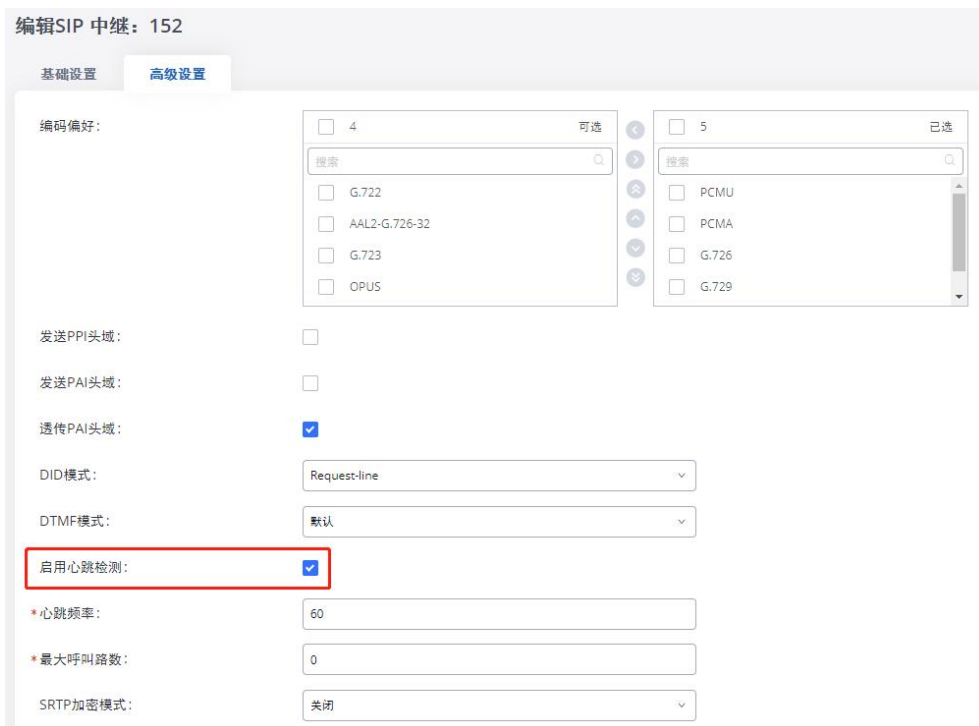 编辑SIP 中继：152
基础设置 高级设置
编码偏好： 4 可选 5 已选
搜索 搜索
G.722 PCMU
AAL2-G.726-32 PCMA
G.723 G.726
OPUS G.729
发送PPI头域：
发送PAI头域：
透传PAI头域：
DID模式： Request-line
DTMF模式： 默认
启用心跳检测：
*心跳频率： 60
*最大呼叫路数： 0
SRTP加密模式： 关闭